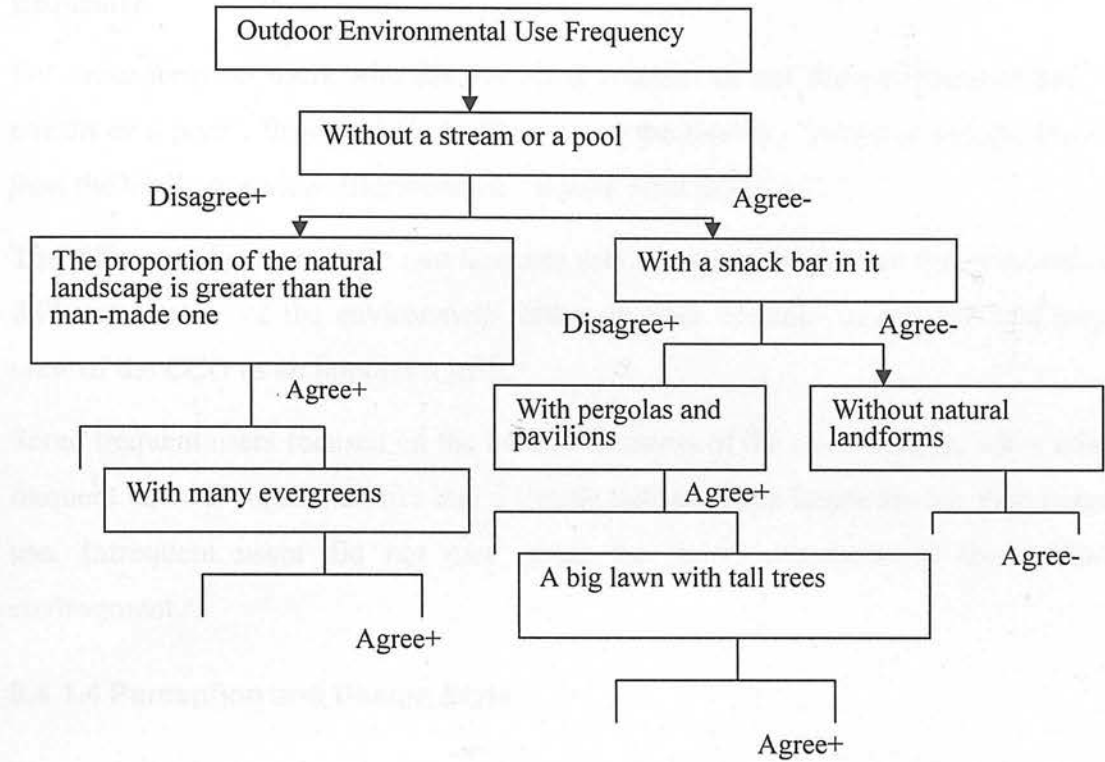 Outdoor Environmental Use Frequency
Without a stream or a pool
Disagree+
Agree-
The proportion of the natural
landscape is greater than the
man-made one
With a snack bar in it
Disagree+
Agree-
Agree+
With pergolas and
pavilions
Without natural
landforms
With many evergreens
Agree+
Agree-
A big lawn with tall trees
Agree+
Agree+